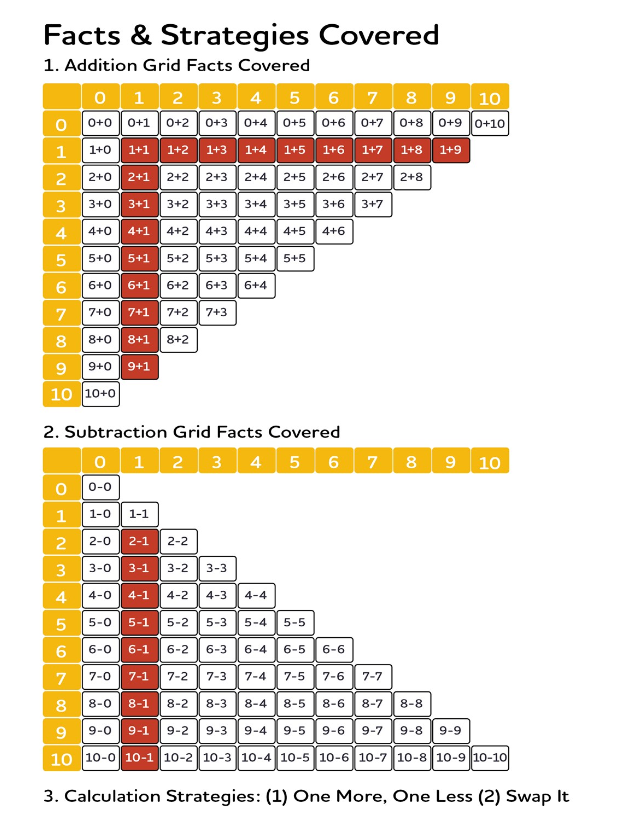 Facts & Strategies Covered
1. Addition Grid Facts Covered
0 1 2 3 4 5 6 7 8 9 10
0 0+0 0+1 0+2 0+3 0+4 0+5 0+6 0+7 0+8 0+9 0+10
1 1+0 1+1 1+2 1+3 1+4 1+5 1+6 1+7 1+8 1+9
2 2+0 2+1 2+2 2+3 2+4 2+5 2+6 2+7 2+8
3 3+0 3+1 3+2 3+3 3+4 3+5 3+6 3+7
4 4+0 4+1 4+2 4+3 4+4 4+5 4+6
5 5+0 5+1 5+2 5+3 5+4 5+5
6 6+0 6+1 6+2 6+3 6+4
7 7+0 7+1 7+2 7+3
8 8+0 8+1 8+2
9 9+0 9+1
10 10+0
2. Subtraction Grid Facts Covered
0 1 2 3 4 5 6 7 8 9 10
0 0-0
1 1-0 1-1
2 2-0 2-1 2-2
3 3-0 3-1 3-2 3-3
4 4-0 4-1 4-2 4-3 4-4
5 5-0 5-1 5-2 5-3 5-4 5-5
6 6-0 6-1 6-2 6-3 6-4 6-5 6-6
7 7-0 7-1 7-2 7-3 7-4 7-5 7-6 7-7
8 8-0 8-1 8-2 8-3 8-4 8-5 8-6 8-7 8-8
9 9-0 9-1 9-2 9-3 9-4 9-5 9-6 9-7 9-8 9-9
10 10-0 10-1 10-2 10-3 10-4 10-5 10-6 10-7 10-8 10-9 10-10
3. Calculation Strategies: (1) One More, One Less (2) Swap It